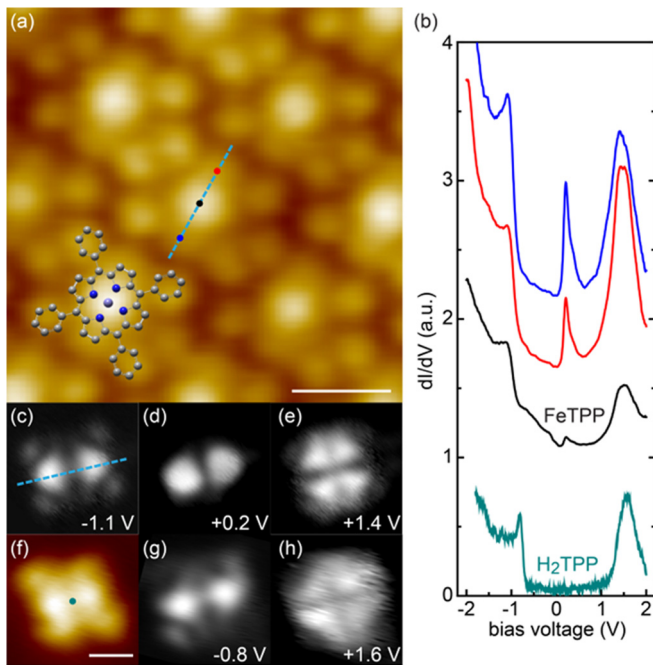 (a)
(b)
4
3
2
1
0
dI/dV (a.u.)
FeTPP
H₂TPP
-2 -1 0 1 2
bias voltage (V)
(c)
-1.1 V
(d)
+0.2 V
(e)
+1.4 V
(f)
(g)
-0.8 V
(h)
+1.6 V